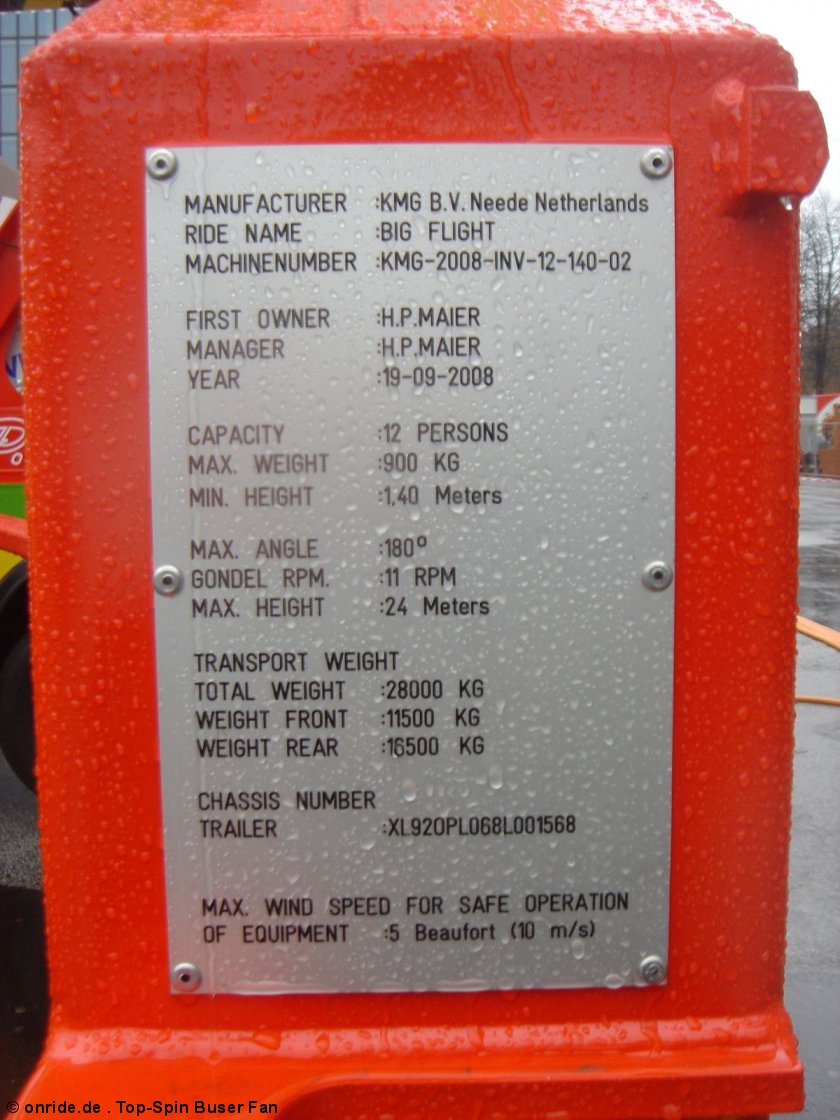 MANUFACTURER :KMG B.V. Neede Netherlands
RIDE NAME :BIG FLIGHT
MACHINENUMBER :KMG-2008-INV-12-140-02
FIRST OWNER :H.P.MAIER
MANAGER :H.P.MAIER
YEAR :19-09-2008
CAPACITY :12 PERSONS
MAX. WEIGHT :900 KG
MIN. HEIGHT :1,40 Meters
MAX. ANGLE :180°
GONDEL RPM. :11 RPM
MAX. HEIGHT :24 Meters
TRANSPORT WEIGHT
TOTAL WEIGHT :28000 KG
WEIGHT FRONT :11500 KG
WEIGHT REAR :16500 KG
CHASSIS NUMBER
TRAILER :XL920PL068L001568
MAX. WIND SPEED FOR SAFE OPERATION
OF EQUIPMENT :5 Beaufort (10 m/s)
© onride.de . Top-Spin Buser Fan